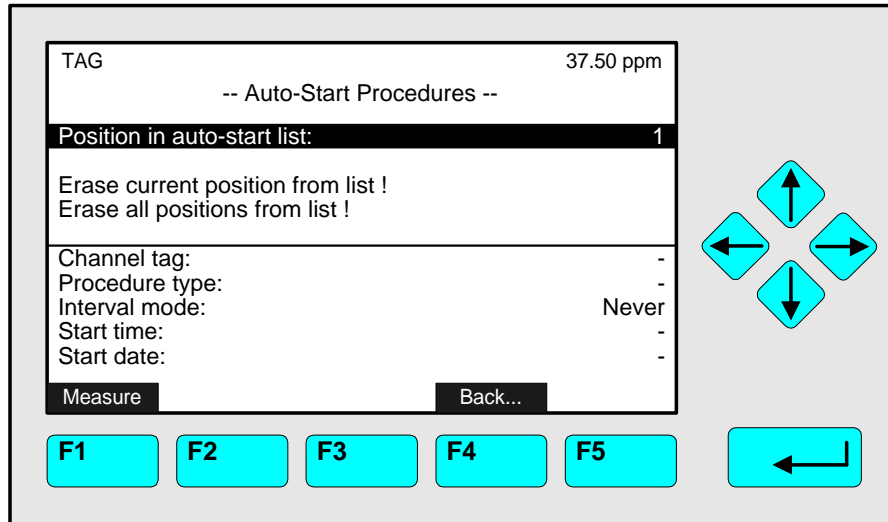 TAG 37.50 ppm
-- Auto-Start Procedures --
Position in auto-start list: 1
Erase current position from list !
Erase all positions from list !
Channel tag: -
Procedure type: -
Interval mode: Never
Start time: -
Start date: -
Measure Back...
F1 F2 F3 F4 F5